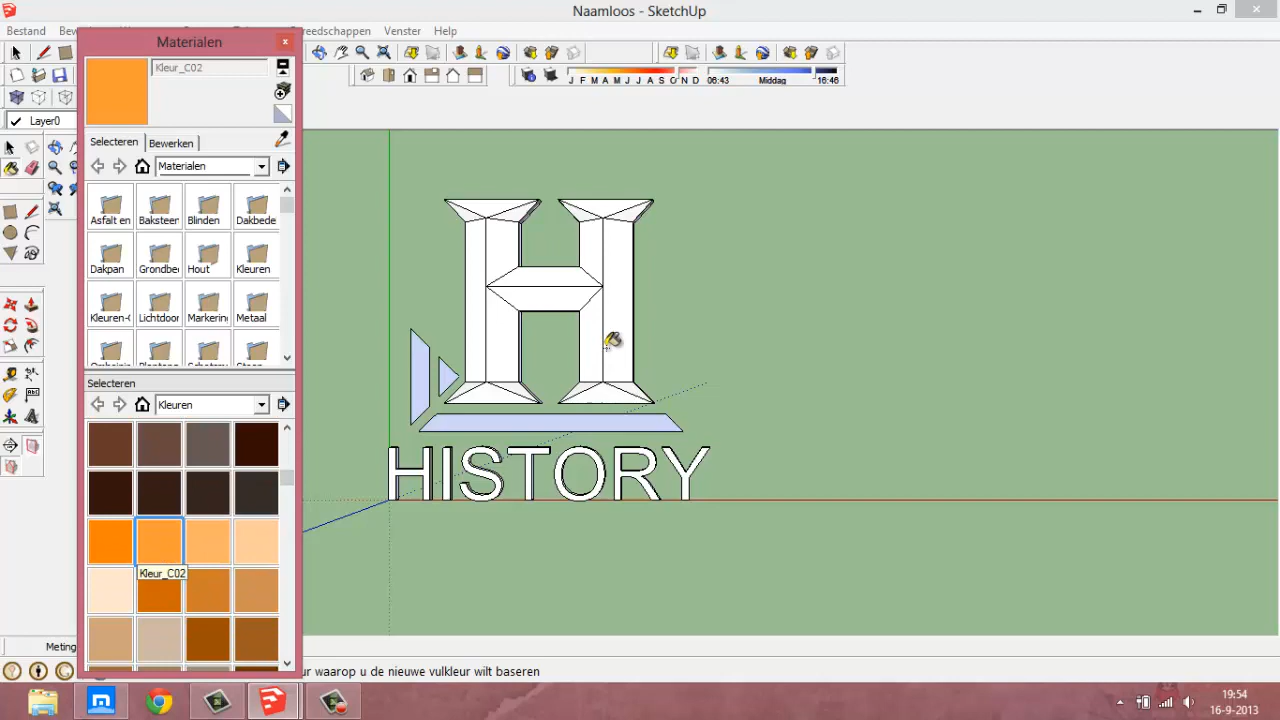 Naamloos - SketchUp
Bestand
Venster Help
Materialen
Kleur_C02
J F M A M J J A S O N D
06:43 Middag 16:46
Layer0
Selecteren Bewerken
Materialen
Asfalt en Baksteen Blinden Dakbede
Dakpan Grondbe Hout Kleuren
Kleuren- Lichtdoor Markering Metaal
Selecteren
Kleuren
Kleur_C02
HISTORY
Meting
ur waarop u de nieuwe vulkleur wilt baseren
19:54
16-9-2013